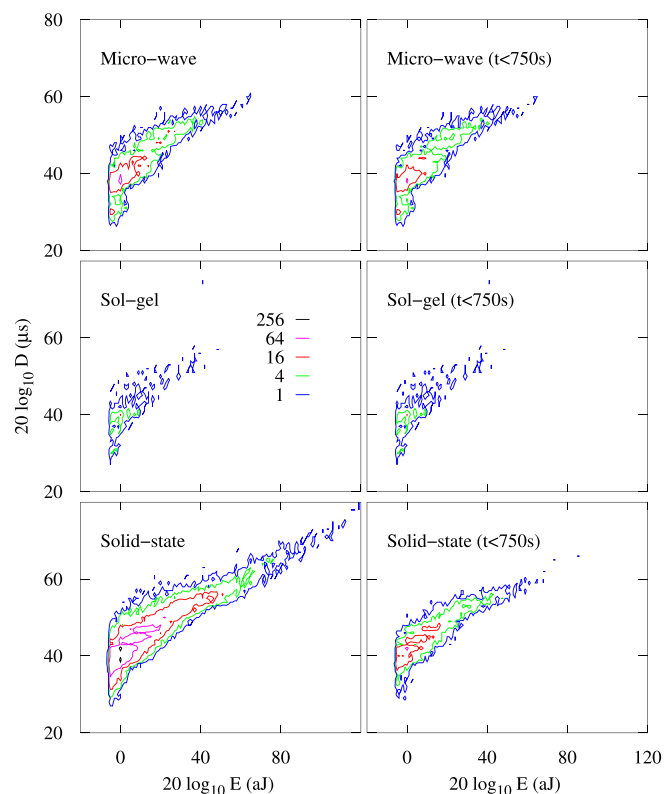 80
Micro−wave
Micro−wave (t<750s)
60
40
20
Sol−gel
Sol−gel (t<750s)
256
64
16
4
1
60
40
20
20 log10 D (µs)
Solid−state
Solid−state (t<750s)
60
40
20
0 40 80
0 40 80 120
20 log10 E (aJ)
20 log10 E (aJ)